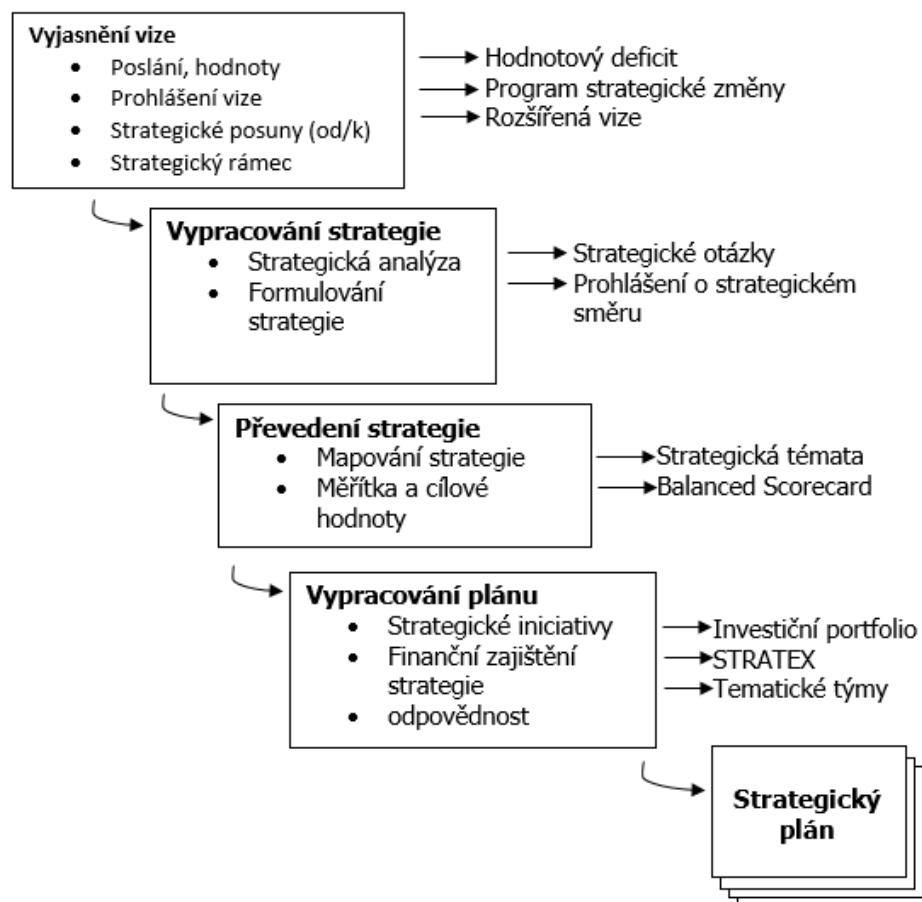 Vyjasnění vize
• Poslání, hodnoty
• Prohlášení vize
• Strategické posuny (od/k)
• Strategický rámec
Hodnotový deficit
Program strategické změny
Rozšířená vize
Vypracování strategie
• Strategická analýza
• Formulování
strategie
Strategické otázky
Prohlášení o strategickém
směru
Převedení strategie
• Mapování strategie
• Měřítka a cílové
hodnoty
Strategická témata
Balanced Scorecard
Vypracování plánu
• Strategické iniciativy
• Finanční zajištění
strategie
• odpovědnost
Investiční portfolio
STRATEX
Tematické týmy
Strategický
plán